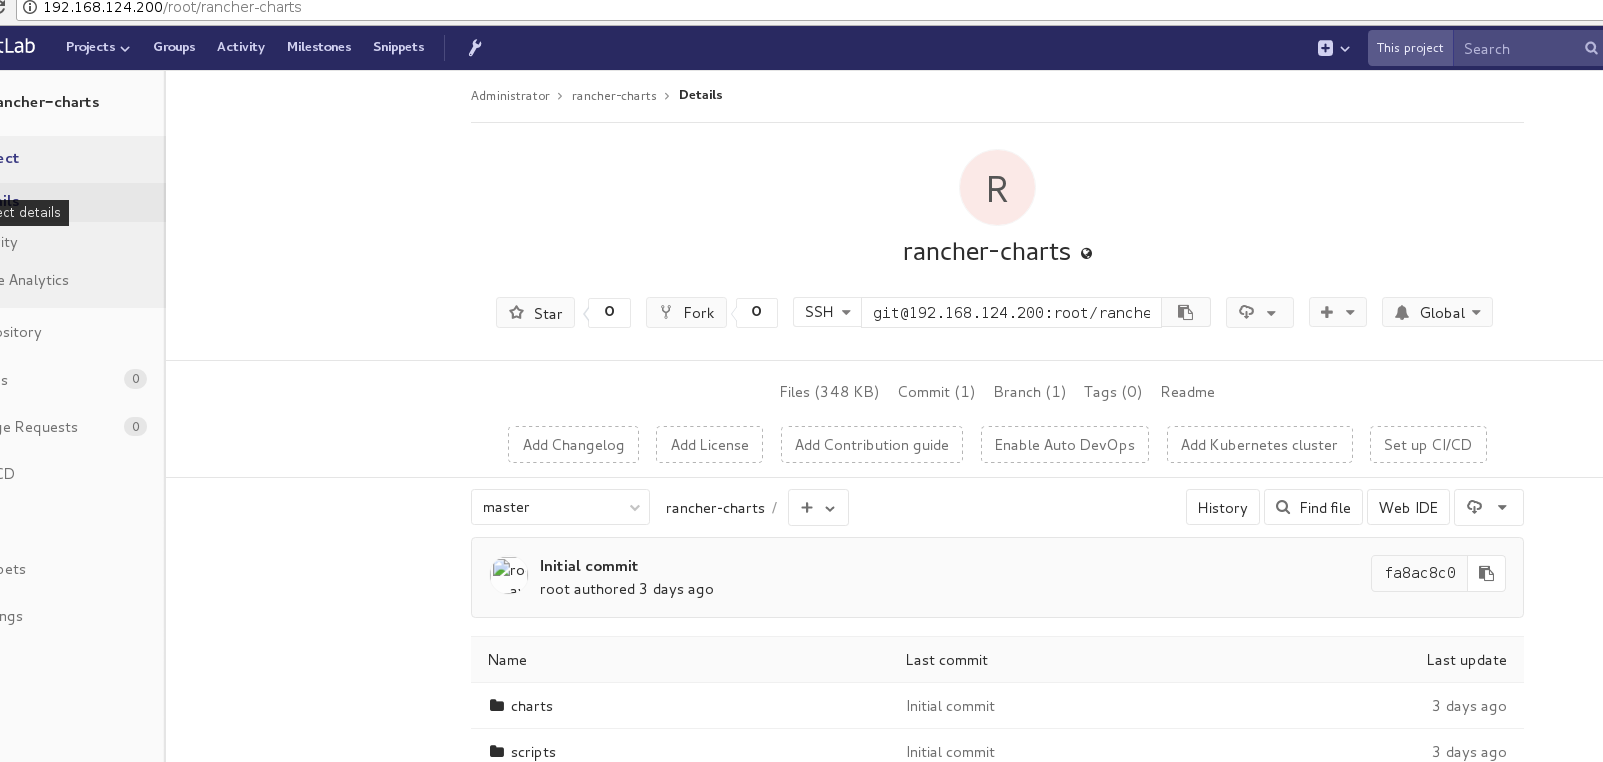 192.168.124.200/root/rancher-charts
tLab Projects Groups Activity Milestones Snippets This project Search
ancher-charts
Administrator > rancher-charts > Details
ect
ils
ect details
ity
e Analytics
R
rancher-charts
Star 0 Fork 0 SSH git@192.168.124.200:root/ranche Global
ository
s 0
Files (348 KB) Commit (1) Branch (1) Tags (0) Readme
ge Requests 0
Add Changelog Add License Add Contribution guide Enable Auto DevOps Add Kubernetes cluster Set up CI/CD
CD
master rancher-charts / History Find file Web IDE
pets
ngs
ro
Initial commit
root authored 3 days ago
fa8ac8c0
Name Last commit Last update
charts Initial commit 3 days ago
scripts Initial commit 3 days ago